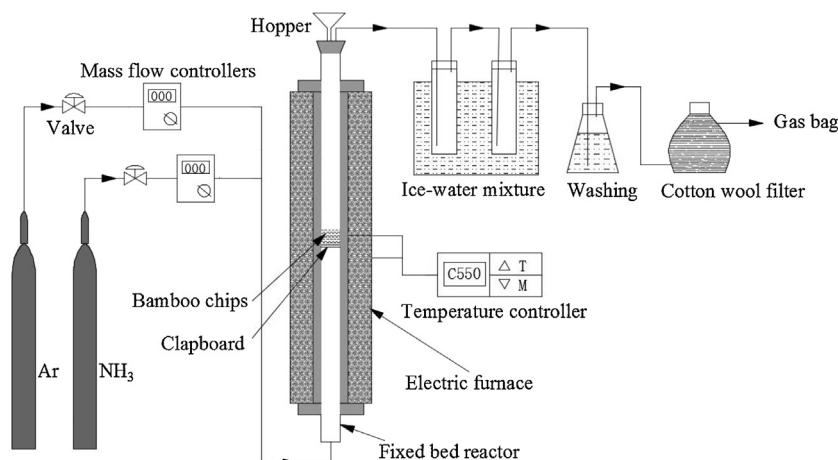 Hopper
Mass flow controllers
000
Valve
000
Gas bag
Ice-water mixture
Washing
Cotton wool filter
C550
△ T
▽ M
Bamboo chips
Temperature controller
Clapboard
Ar
NH₃
Electric furnace
Fixed bed reactor